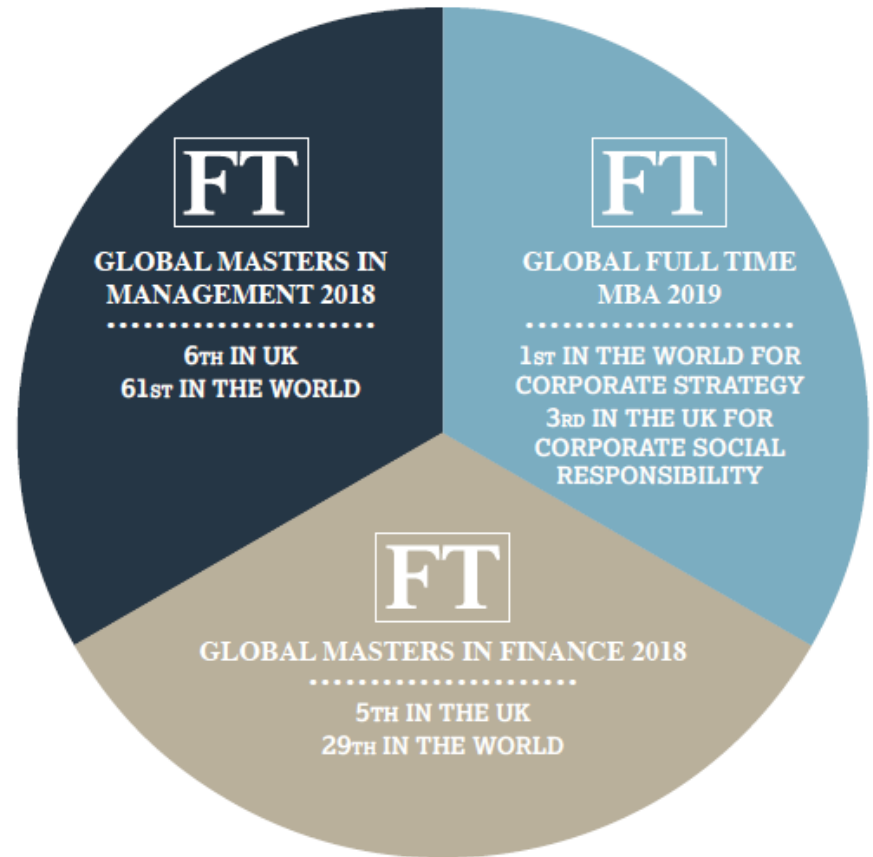 FT
GLOBAL MASTERS IN
MANAGEMENT 2018
6TH IN UK
61ST IN THE WORLD
FT
GLOBAL FULL TIME
MBA 2019
1ST IN THE WORLD FOR
CORPORATE STRATEGY
3RD IN THE UK FOR
CORPORATE SOCIAL
RESPONSIBILITY
FT
GLOBAL MASTERS IN FINANCE 2018
5TH IN THE UK
29TH IN THE WORLD